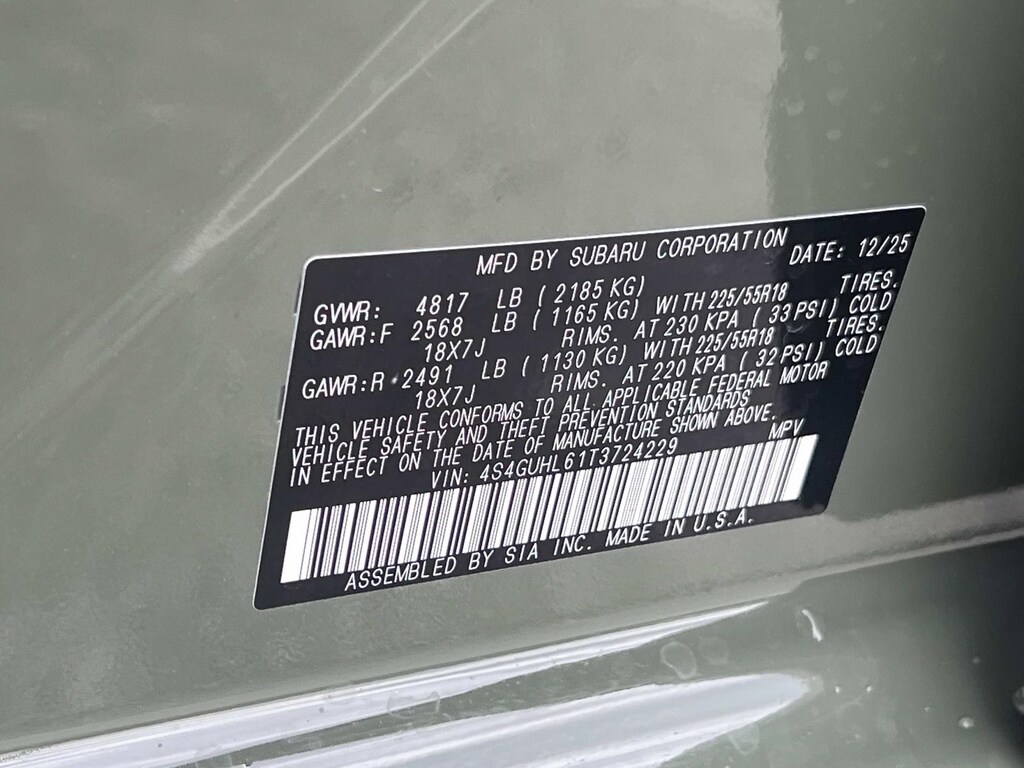 MFD BY SUBARU CORPORATION DATE: 12/25
GVWR: 4817 LB ( 2185 KG)
GAWR:F 2568 LB ( 1165 KG) WITH 225/55R18 TIRES.
18X7J RIMS. AT 230 KPA ( 33 PSI) COLD
GAWR:R 2491 LB ( 1130 KG) WITH 225/55R18 TIRES.
18X7J RIMS. AT 220 KPA ( 32 PSI) COLD
THIS VEHICLE CONFORMS TO ALL APPLICABLE FEDERAL MOTOR
VEHICLE SAFETY AND THEFT PREVENTION STANDARDS
IN EFFECT ON THE DATE OF MANUFACTURE SHOWN ABOVE.
VIN: 4S4GUHL61T3724229 MPV
ASSEMBLED BY SIA INC. MADE IN U.S.A.